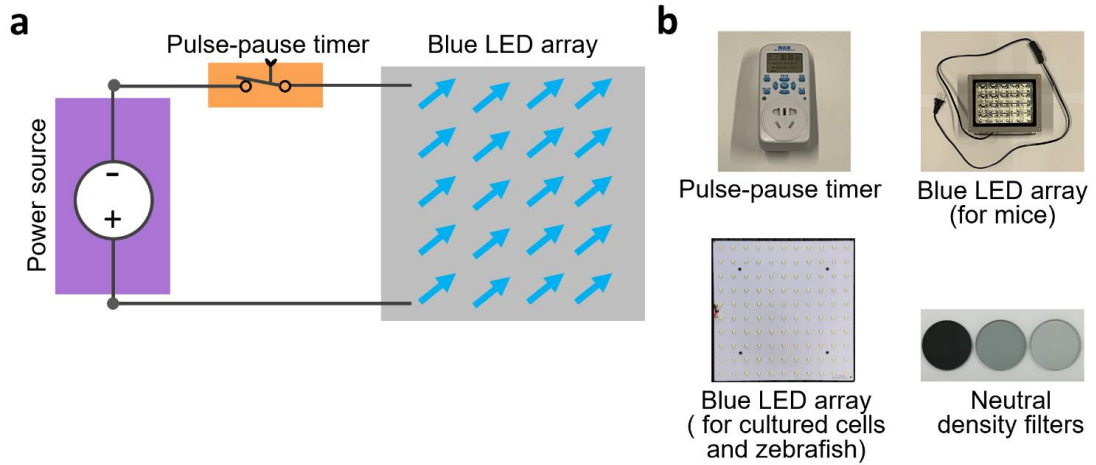 a
Pulse-pause timer
Blue LED array
Power source
-
+
b
Pulse-pause timer
Blue LED array
(for mice)
Blue LED array
( for cultured cells
and zebrafish)
Neutral
density filters